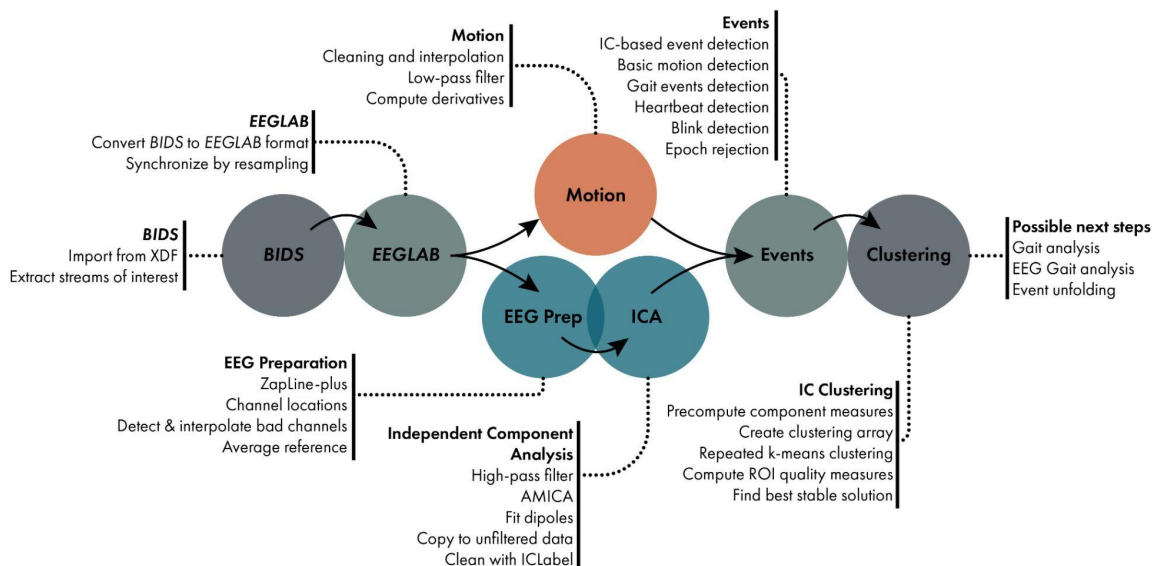 Motion
Cleaning and interpolation
Low-pass filter
Compute derivatives
Events
IC-based event detection
Basic motion detection
Gait events detection
Heartbeat detection
Blink detection
Epoch rejection
EEGLAB
Convert BIDS to EEGLAB format
Synchronize by resampling
BIDS
Import from XDF
Extract streams of interest
BIDS
EEGLAB
Motion
EEG Prep
ICA
Events
Clustering
Possible next steps
Gait analysis
EEG Gait analysis
Event unfolding
EEG Preparation
ZapLine-plus
Channel locations
Detect & interpolate bad channels
Average reference
Independent Component
Analysis
High-pass filter
AMICA
Fit dipoles
Copy to unfiltered data
Clean with ICLabel
IC Clustering
Precompute component measures
Create clustering array
Repeated k-means clustering
Compute ROI quality measures
Find best stable solution